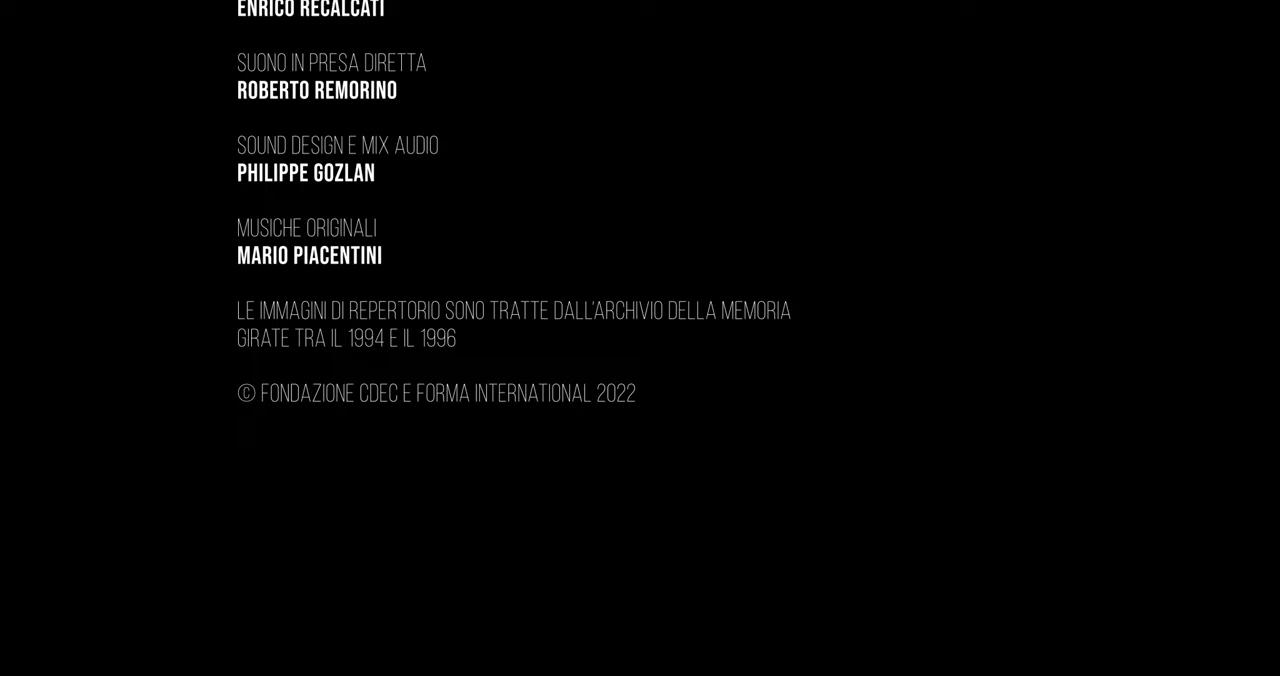 ENRICO RECALCATI
SUONO IN PRESA DIRETTA
ROBERTO REMORINO
SOUND DESIGN E MIX AUDIO
PHILIPPE GOZLAN
MUSICHE ORIGINALI
MARIO PIACENTINI
LE IMMAGINI DI REPERTORIO SONO TRATTE DALL'ARCHIVIO DELLA MEMORIA
GIRATE TRA IL 1994 E IL 1996
© FONDAZIONE CDEC E FORMA INTERNATIONAL 2022